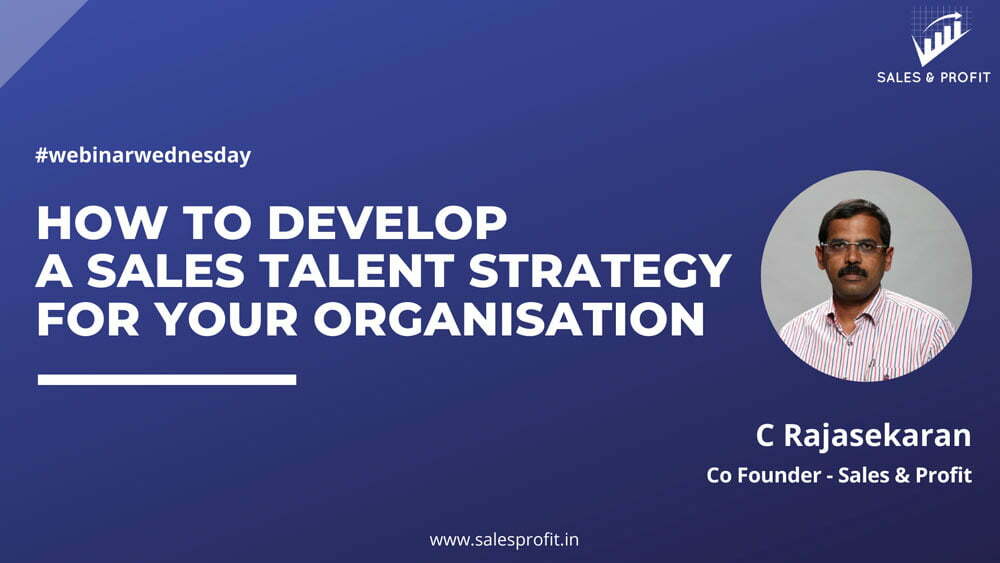 SALES & PROFIT
#webinarwednesday
HOW TO DEVELOP
A SALES TALENT STRATEGY
FOR YOUR ORGANISATION
C Rajasekaran
Co Founder - Sales & Profit
www.salesprofit.in